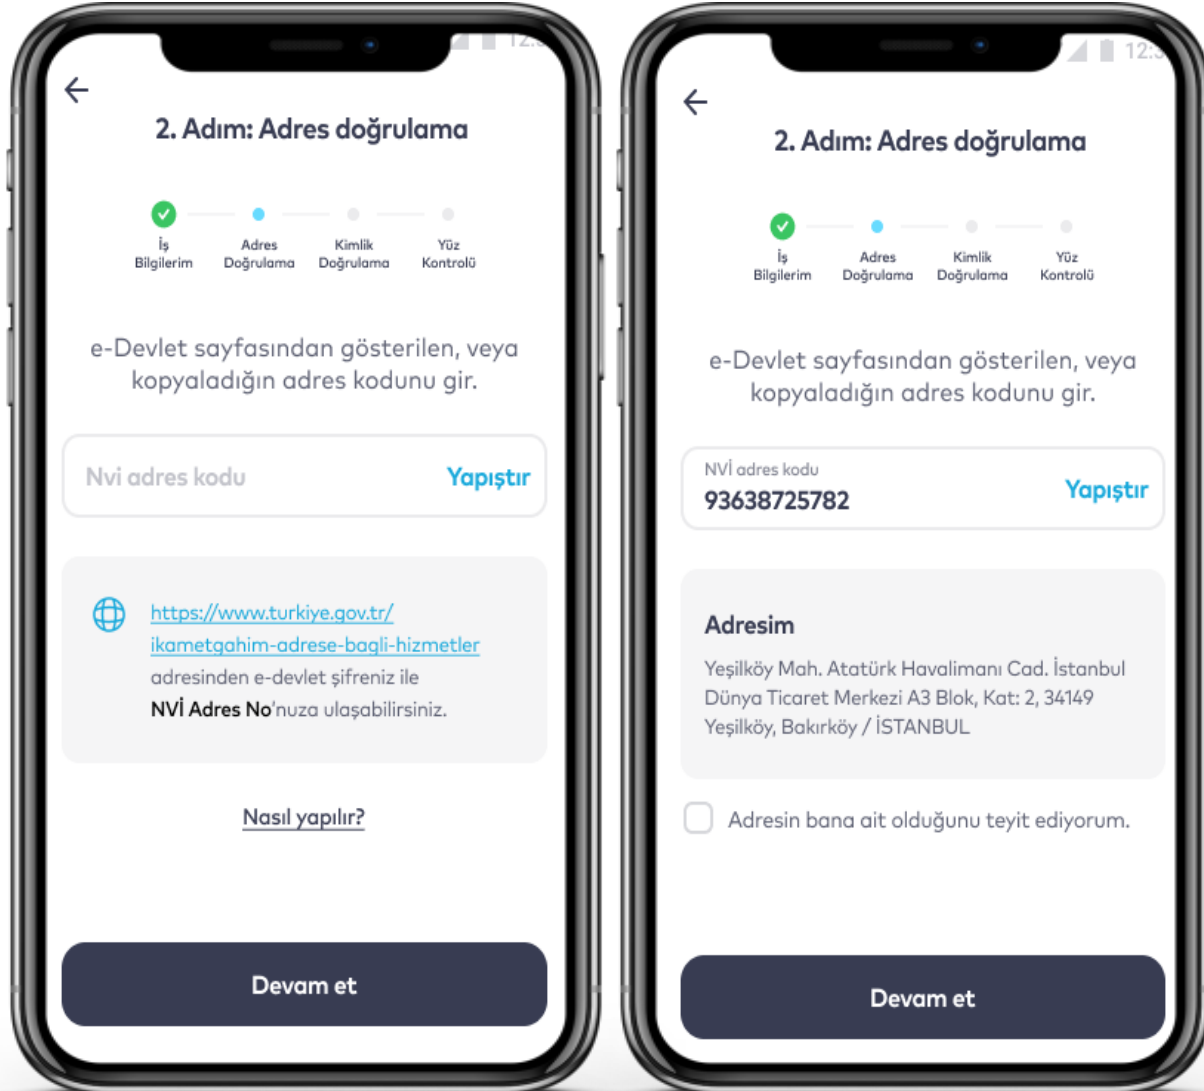 2. Adım: Adres doğrulama
İş
Bilgilerim
Adres
Doğrulama
Kimlik
Doğrulama
Yüz
Kontrolü
e-Devlet sayfasından gösterilen, veya
kopyaladığın adres kodunu gir.
Nvi adres kodu
Yapıştır
https://www.turkiye.gov.tr/
ikametgahim-adrese-bagli-hizmetler
adresinden e-devlet şifreniz ile
NVİ Adres No'nuza ulaşabilirsiniz.
Nasıl yapılır?
Devam et
2. Adım: Adres doğrulama
İş
Bilgilerim
Adres
Doğrulama
Kimlik
Doğrulama
Yüz
Kontrolü
e-Devlet sayfasından gösterilen, veya
kopyaladığın adres kodunu gir.
NVİ adres kodu
93638725782
Yapıştır
Adresim
Yeşilköy Mah. Atatürk Havalimanı Cad. İstanbul
Dünya Ticaret Merkezi A3 Blok, Kat: 2, 34149
Yeşilköy, Bakırköy / İSTANBUL
Adresin bana ait olduğunu teyit ediyorum.
Devam et